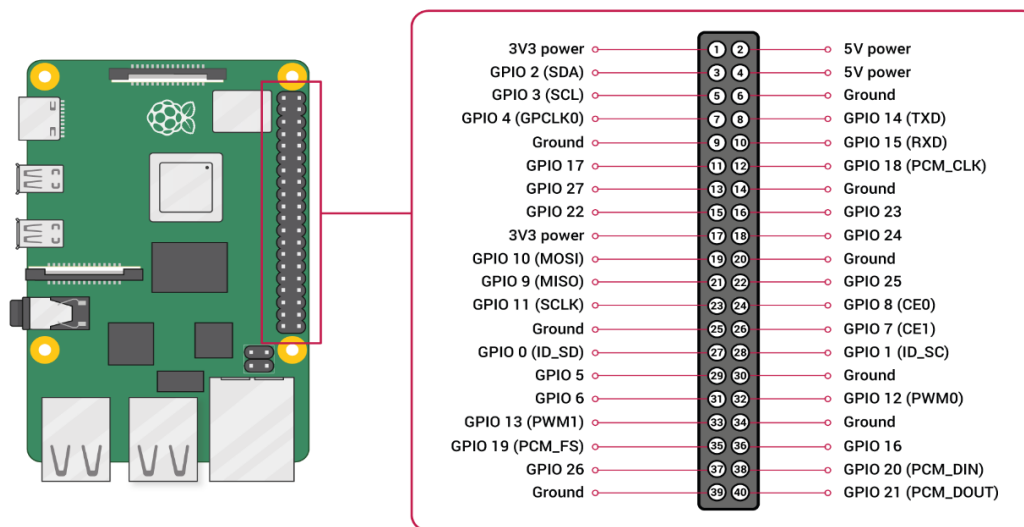 3V3 power 1 2 5V power
GPIO 2 (SDA) 3 4 5V power
GPIO 3 (SCL) 5 6 Ground
GPIO 4 (GPCLK0) 7 8 GPIO 14 (TXD)
Ground 9 10 GPIO 15 (RXD)
GPIO 17 11 12 GPIO 18 (PCM_CLK)
GPIO 27 13 14 Ground
GPIO 22 15 16 GPIO 23
3V3 power 17 18 GPIO 24
GPIO 10 (MOSI) 19 20 Ground
GPIO 9 (MISO) 21 22 GPIO 25
GPIO 11 (SCLK) 23 24 GPIO 8 (CE0)
Ground 25 26 GPIO 7 (CE1)
GPIO 0 (ID_SD) 27 28 GPIO 1 (ID_SC)
GPIO 5 29 30 Ground
GPIO 6 31 32 GPIO 12 (PWM0)
GPIO 13 (PWM1) 33 34 Ground
GPIO 19 (PCM_FS) 35 36 GPIO 16
GPIO 26 37 38 GPIO 20 (PCM_DIN)
Ground 39 40 GPIO 21 (PCM_DOUT)